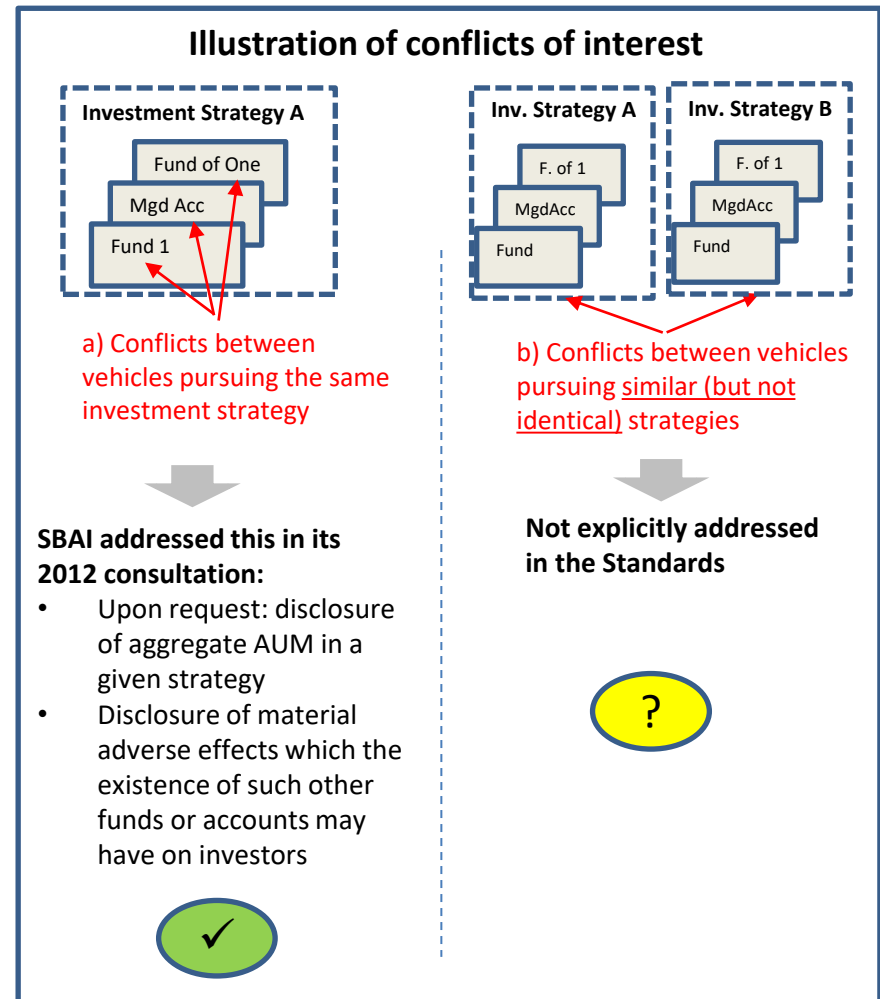 Illustration of conflicts of interest
Investment Strategy A
Fund of One
Mgd Acc
Fund 1
a) Conflicts between
vehicles pursuing the same
investment strategy
SBAI addressed this in its
2012 consultation:
• Upon request: disclosure
of aggregate AUM in a
given strategy
• Disclosure of material
adverse effects which the
existence of such other
funds or accounts may
have on investors
✓
Inv. Strategy A
F. of 1
MgdAcc
Fund
Inv. Strategy B
F. of 1
MgdAcc
Fund
b) Conflicts between vehicles
pursuing similar (but not
identical) strategies
Not explicitly addressed
in the Standards
?